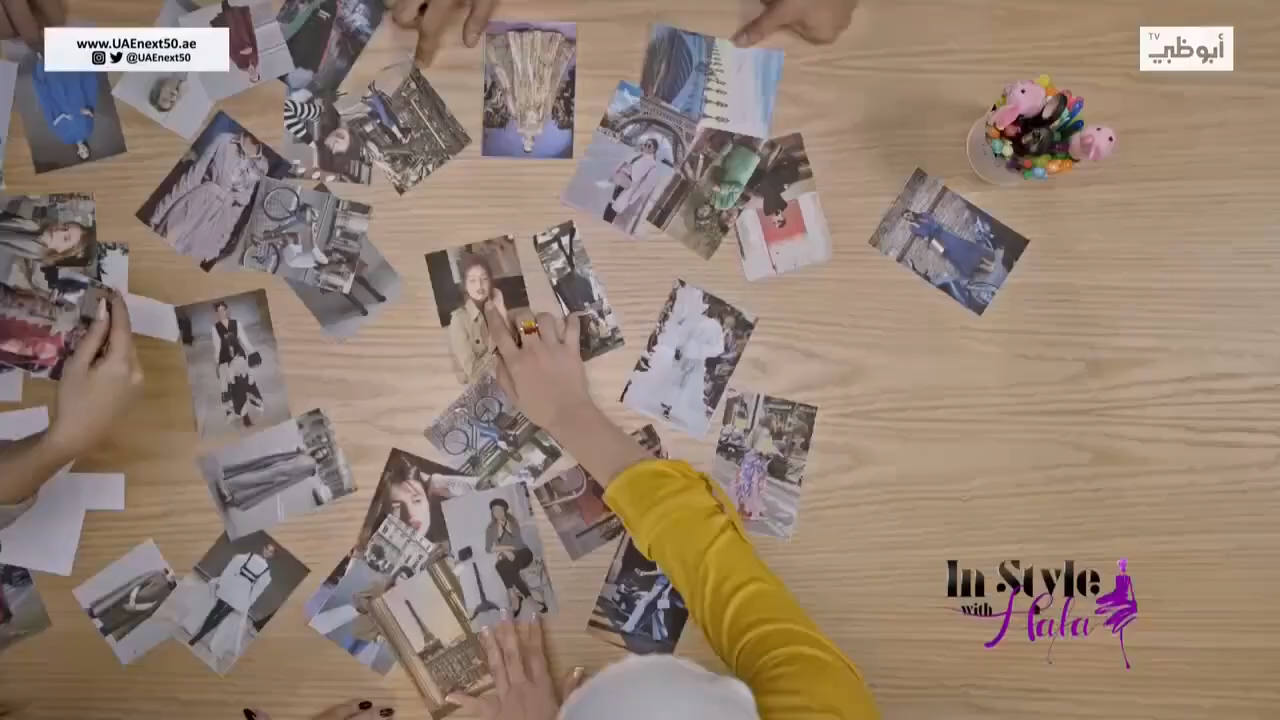 www.UAEnext50.ae
@UAEnext50
أبوظبي TV
In Style
with Hala